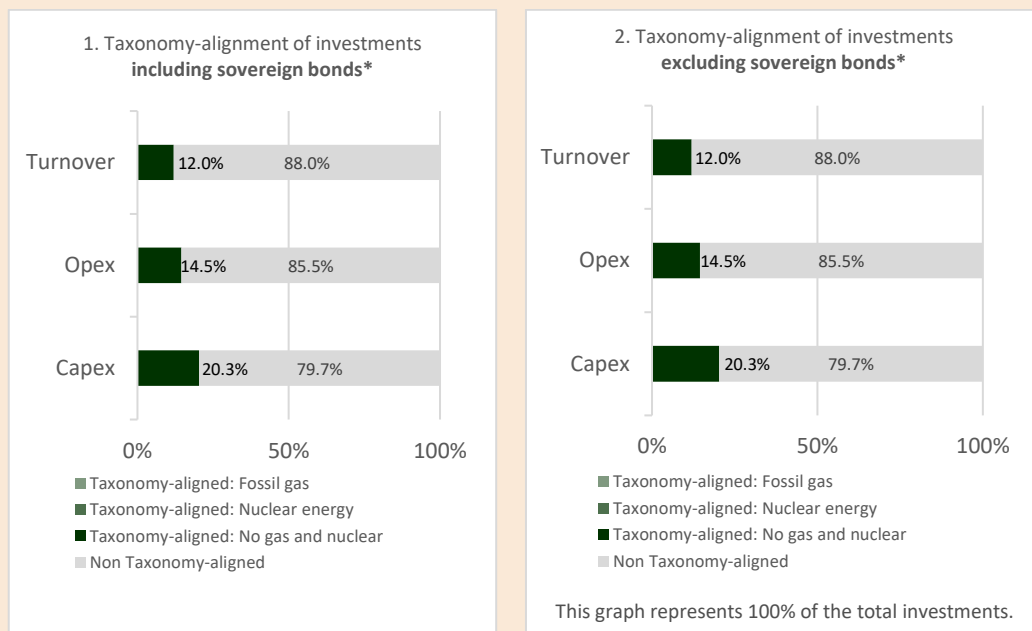 1. Taxonomy-alignment of investments
including sovereign bonds*
Turnover
12.0%
88.0%
Opex
14.5%
85.5%
Capex
20.3%
79.7%
0%
50%
100%
Taxonomy-aligned: Fossil gas
Taxonomy-aligned: Nuclear energy
Taxonomy-aligned: No gas and nuclear
Non Taxonomy-aligned
2. Taxonomy-alignment of investments
excluding sovereign bonds*
Turnover
12.0%
88.0%
Opex
14.5%
85.5%
Capex
20.3%
79.7%
0%
50%
100%
Taxonomy-aligned: Fossil gas
Taxonomy-aligned: Nuclear energy
Taxonomy-aligned: No gas and nuclear
Non Taxonomy-aligned
This graph represents 100% of the total investments.